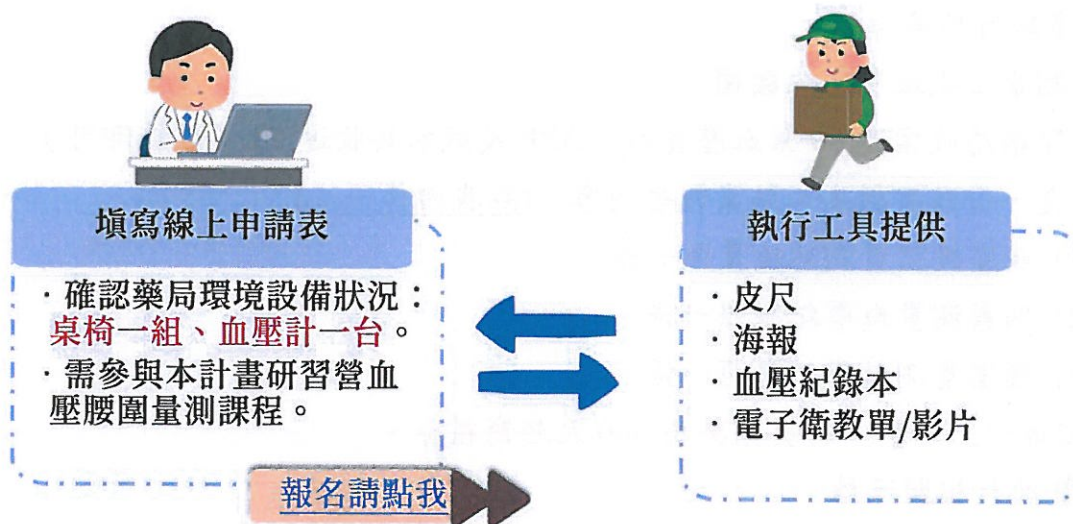 填寫線上申請表
· 確認藥局環境設備狀況：
桌椅一組、血壓計一台。
· 需參與本計畫研習營血
壓腰圍量測課程。
報名請點我
執行工具提供
· 皮尺
· 海報
· 血壓紀錄本
· 電子衛教單/影片